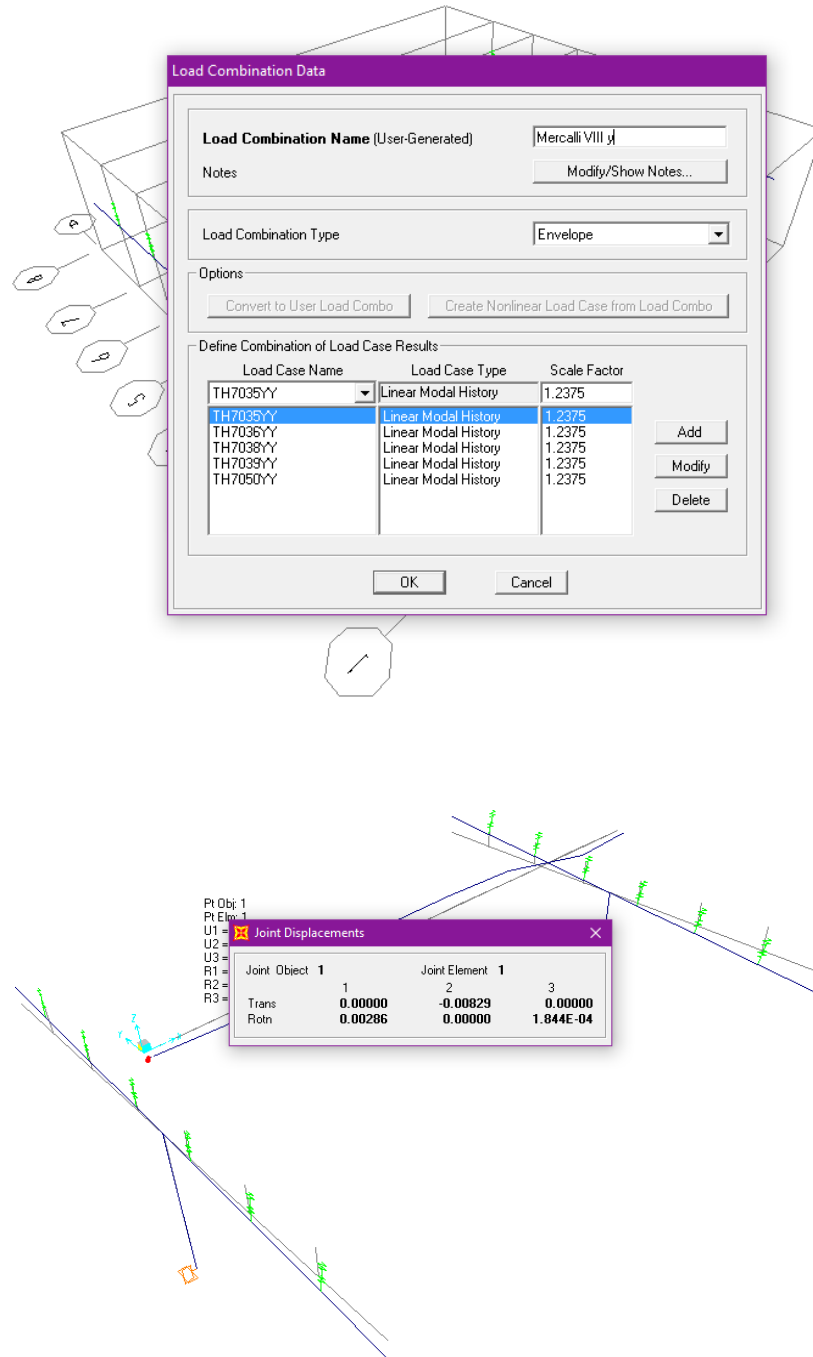 Load Combination Data
Load Combination Name (User-Generated) Mercalli VIII y
Notes Modify/Show Notes...
Load Combination Type Envelope
Options
Convert to User Load Combo Create Nonlinear Load Case from Load Combo
Define Combination of Load Case Results
Load Case Name Load Case Type Scale Factor
TH7035YY Linear Modal History 1.2375
TH7035YY Linear Modal History 1.2375
TH7036YY Linear Modal History 1.2375
TH7038YY Linear Modal History 1.2375
TH7039YY Linear Modal History 1.2375
TH7050YY Linear Modal History 1.2375
Add
Modify
Delete
OK Cancel
Pt Obj: 1
Pt Elm: 1
U1 =
U2 =
U3 =
R1 =
R2 =
R3 =
Joint Displacements
Joint Object 1 Joint Element 1
1 2 3
Trans 0.00000 -0.00829 0.00000
Rotn 0.00286 0.00000 1.844E-04